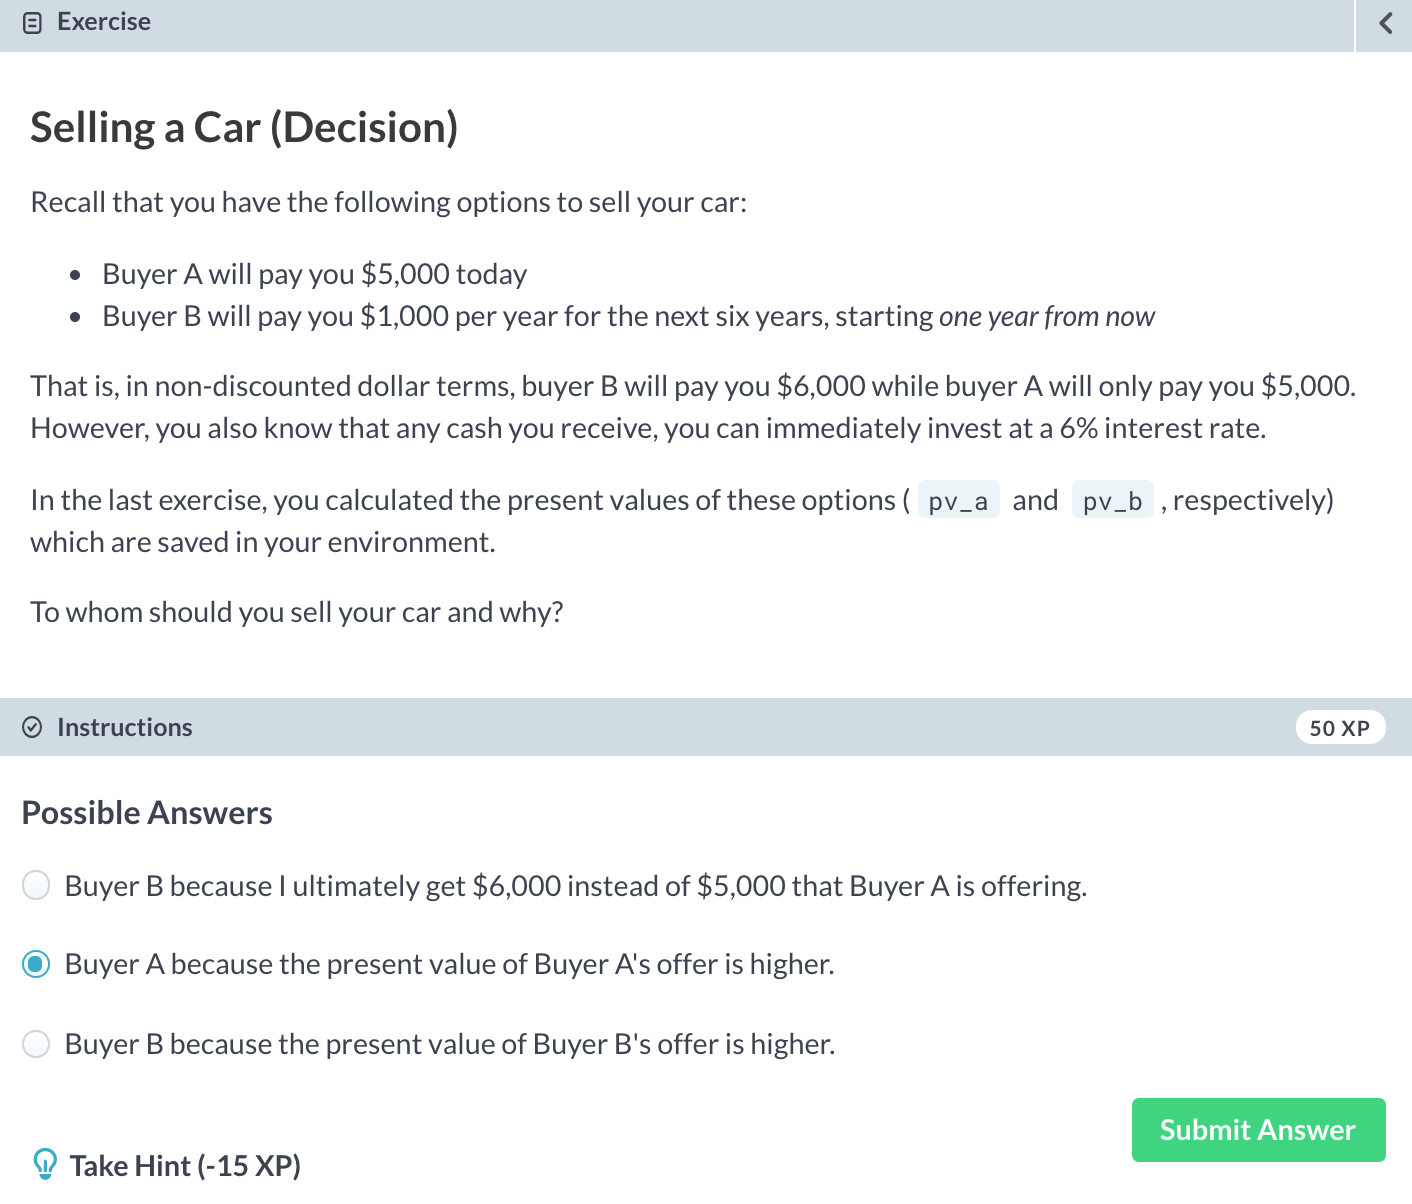 Exercise
Selling a Car (Decision)
Recall that you have the following options to sell your car:
• Buyer A will pay you $5,000 today
• Buyer B will pay you $1,000 per year for the next six years, starting one year from now
That is, in non-discounted dollar terms, buyer B will pay you $6,000 while buyer A will only pay you $5,000.
However, you also know that any cash you receive, you can immediately invest at a 6% interest rate.
In the last exercise, you calculated the present values of these options ( pv_a and pv_b , respectively)
which are saved in your environment.
To whom should you sell your car and why?
Instructions
50 XP
Possible Answers
Buyer B because I ultimately get $6,000 instead of $5,000 that Buyer A is offering.
Buyer A because the present value of Buyer A's offer is higher.
Buyer B because the present value of Buyer B's offer is higher.
Submit Answer
Take Hint (-15 XP)